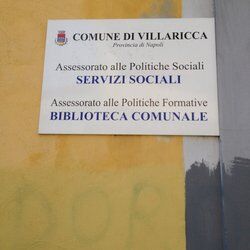 COMUNE DI VILLARICCA
Provincia di Napoli
Assessorato alle Politiche Sociali
SERVIZI SOCIALI
Assessorato alle Politiche Formative
BIBLIOTECA COMUNALE